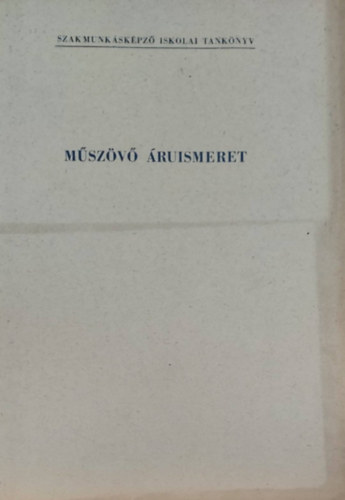 SZAKMUNKÁSKÉPZŐ ISKOLAI TANKÖNYV
MŰSZÖVŐ ÁRUISMERET